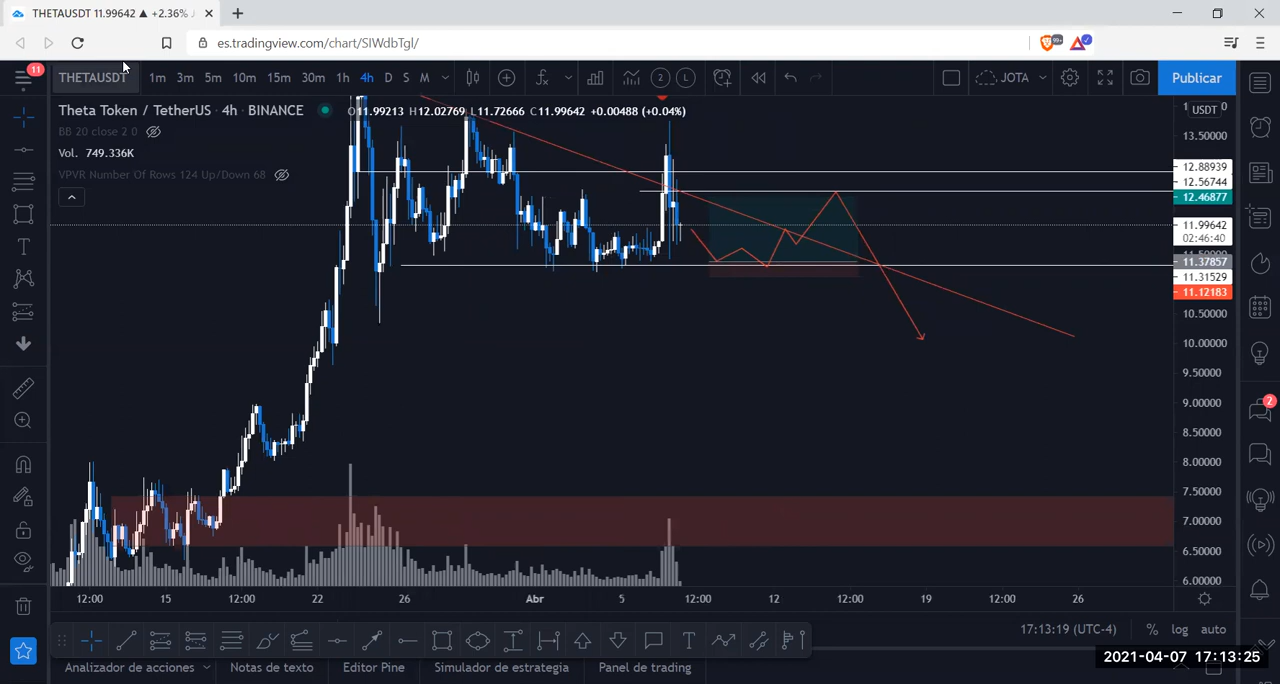 THETAUSDT 11.99642 ▲ +2.36%
es.tradingview.com/chart/SIWdbTgl/
99+
11
THETAUSDT 1m 3m 5m 10m 15m 30m 1h 4h D S M
2 L
JOTA
Publicar
Theta Token / TetherUS · 4h · BINANCE O11.99213 H12.02769 L11.72666 C11.99642 +0.00488 (+0.04%)
USDT
BB 20 close 2 0
Vol. 749.336K
VPVR Number Of Rows 124 Up/Down 68
13.50000
12.88939
12.56744
12.46877
11.99642
02:46:40
11.37857
11.31529
11.12183
10.50000
10.00000
9.50000
9.00000
8.50000
8.00000
7.50000
7.00000
6.50000
6.00000
2
12:00 15 12:00 22 26 Abr 5 12:00 12 12:00 19 12:00 26
17:13:19 (UTC-4) % log auto
Analizador de acciones Notas de texto Editor Pine Simulador de estrategia Panel de trading
2021-04-07 17:13:25